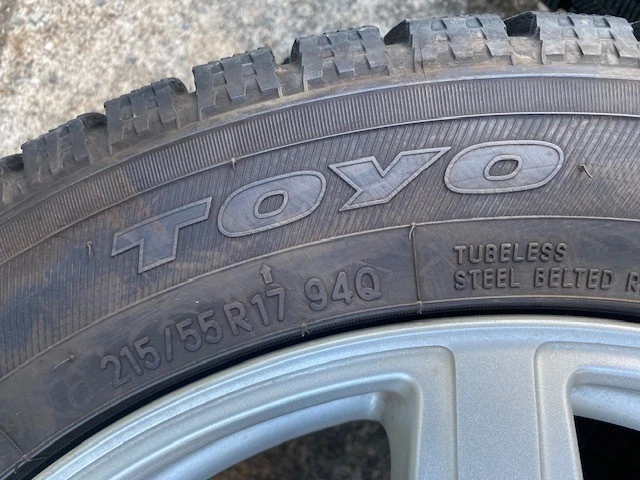 TOYO
215/55R17 94Q
TUBELESS
STEEL BELTED R